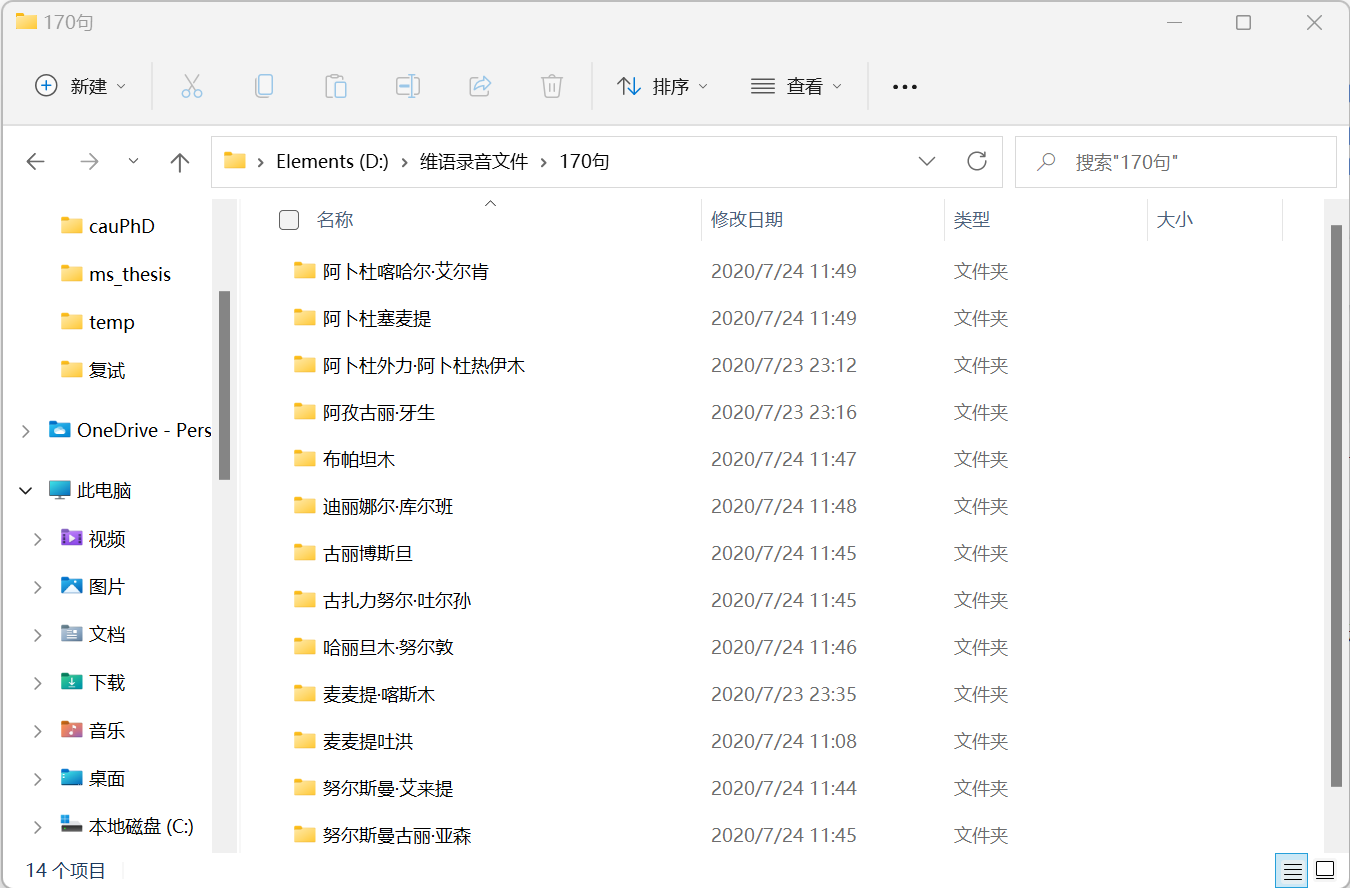 170句
新建
排序
查看
Elements (D:)
维语录音文件
170句
搜索"170句"
cauPhD
ms_thesis
temp
复试
OneDrive - Pers
此电脑
视频
图片
文档
下载
音乐
桌面
本地磁盘 (C:)
名称 修改日期 类型 大小
阿卜杜喀哈尔·艾尔肯 2020/7/24 11:49 文件夹
阿卜杜塞麦提 2020/7/24 11:49 文件夹
阿卜杜外力·阿卜杜热伊木 2020/7/23 23:12 文件夹
阿孜古丽·牙生 2020/7/23 23:16 文件夹
布帕坦木 2020/7/24 11:47 文件夹
迪丽娜尔·库尔班 2020/7/24 11:48 文件夹
古丽博斯旦 2020/7/24 11:45 文件夹
古扎力努尔·吐尔孙 2020/7/24 11:45 文件夹
哈丽旦木·努尔敦 2020/7/24 11:46 文件夹
麦麦提·喀斯木 2020/7/23 23:35 文件夹
麦麦提吐洪 2020/7/24 11:08 文件夹
努尔斯曼·艾来提 2020/7/24 11:44 文件夹
努尔斯曼古丽·亚森 2020/7/24 11:45 文件夹
14 个项目